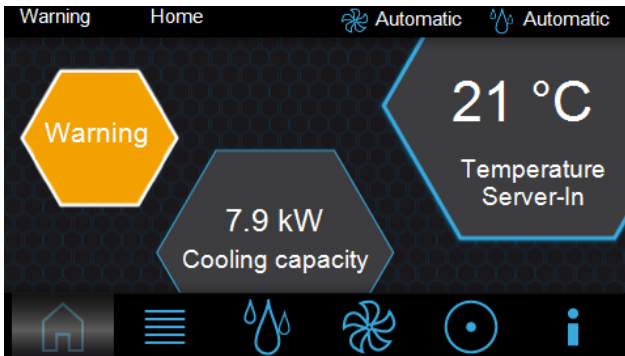 Warning Home Automatic Automatic
21 °C
Temperature
Server-In
Warning
7.9 kW
Cooling capacity